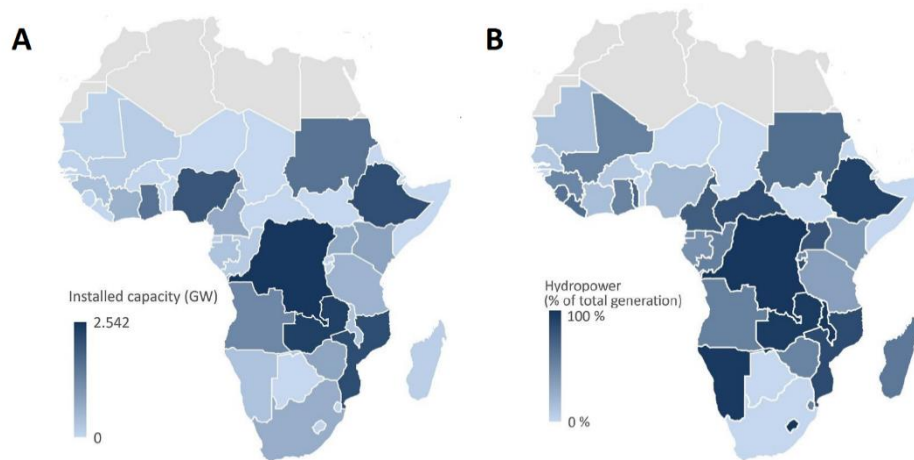 A
B
Installed capacity (GW)
2.542
0
Hydropower
(% of total generation)
100 %
0 %